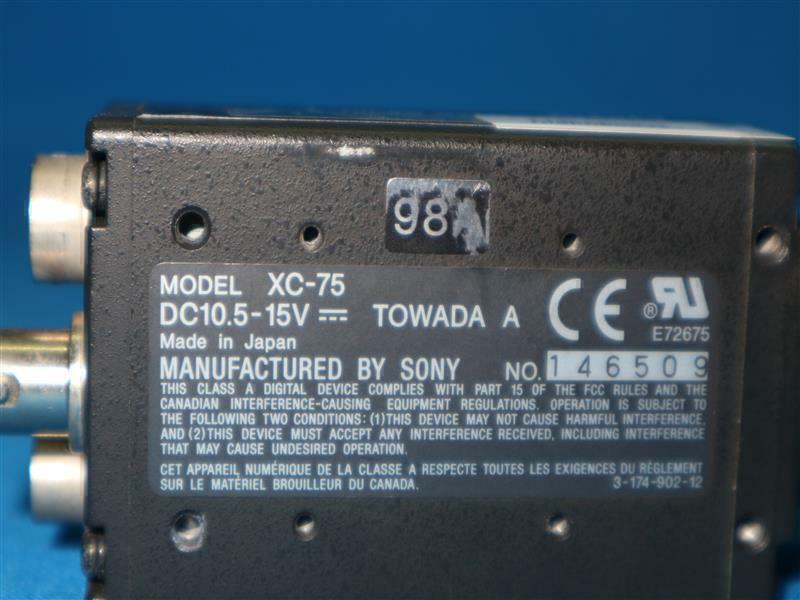 98
MODEL XC-75
DC10.5-15V ⎓ TOWADA A CE ® RU
E72675
Made in Japan
MANUFACTURED BY SONY NO. 146509
THIS CLASS A DIGITAL DEVICE COMPLIES WITH PART 15 OF THE FCC RULES AND THE
CANADIAN INTERFERENCE-CAUSING EQUIPMENT REGULATIONS. OPERATION IS SUBJECT TO
THE FOLLOWING TWO CONDITIONS: (1)THIS DEVICE MAY NOT CAUSE HARMFUL INTERFERENCE,
AND (2)THIS DEVICE MUST ACCEPT ANY INTERFERENCE RECEIVED, INCLUDING INTERFERENCE
THAT MAY CAUSE UNDESIRED OPERATION.
CET APPAREIL NUMÉRIQUE DE LA CLASSE A RESPECTE TOUTES LES EXIGENCES DU RÈGLEMENT
SUR LE MATÉRIEL BROUILLEUR DU CANADA. 3-174-902-12